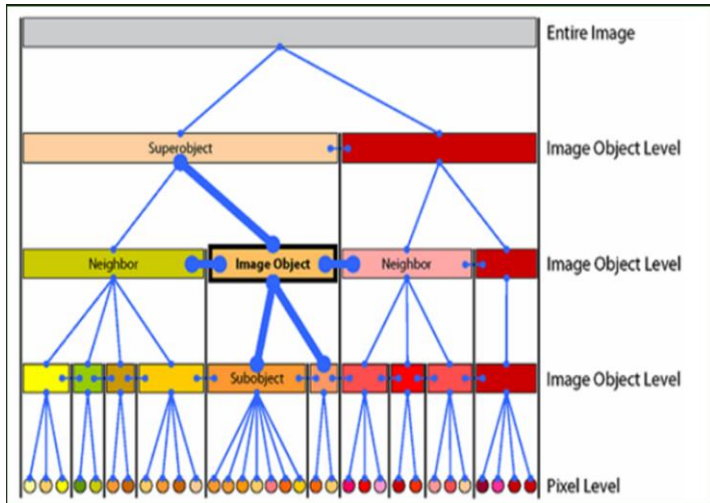 Entire Image
Superobject
Image Object Level
Neighbor
Image Object
Neighbor
Image Object Level
Subobject
Image Object Level
Pixel Level